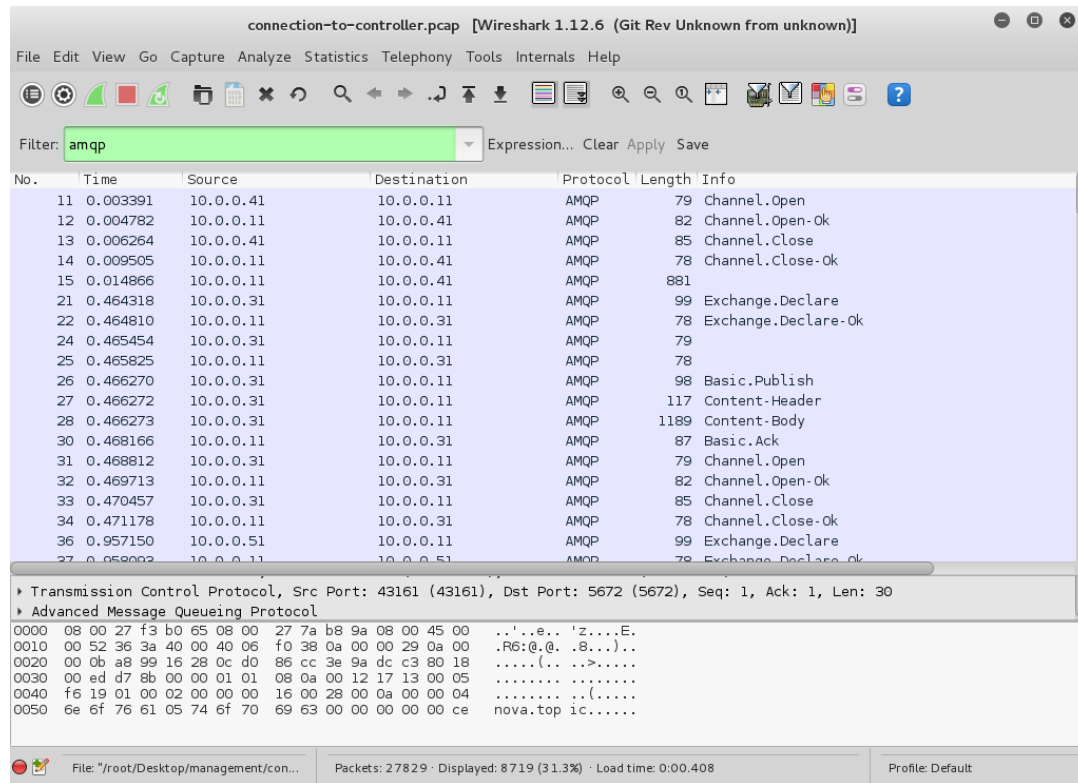 connection-to-controller.pcap [Wireshark 1.12.6 (Git Rev Unknown from unknown)]
File Edit View Go Capture Analyze Statistics Telephony Tools Internals Help
Filter: amqp Expression... Clear Apply Save
No. Time Source Destination Protocol Length Info
11 0.003391 10.0.0.41 10.0.0.11 AMQP 79 Channel.Open
12 0.004782 10.0.0.11 10.0.0.41 AMQP 82 Channel.Open-Ok
13 0.006264 10.0.0.41 10.0.0.11 AMQP 85 Channel.Close
14 0.009505 10.0.0.11 10.0.0.41 AMQP 78 Channel.Close-Ok
15 0.014866 10.0.0.11 10.0.0.41 AMQP 881
21 0.464318 10.0.0.31 10.0.0.11 AMQP 99 Exchange.Declare
22 0.464810 10.0.0.11 10.0.0.31 AMQP 78 Exchange.Declare-Ok
24 0.465454 10.0.0.31 10.0.0.11 AMQP 79
25 0.465825 10.0.0.11 10.0.0.31 AMQP 78
26 0.466270 10.0.0.31 10.0.0.11 AMQP 98 Basic.Publish
27 0.466272 10.0.0.31 10.0.0.11 AMQP 117 Content-Header
28 0.466273 10.0.0.31 10.0.0.11 AMQP 1189 Content-Body
30 0.468166 10.0.0.11 10.0.0.31 AMQP 87 Basic.Ack
31 0.468812 10.0.0.31 10.0.0.11 AMQP 79 Channel.Open
32 0.469713 10.0.0.11 10.0.0.31 AMQP 82 Channel.Open-Ok
33 0.470457 10.0.0.31 10.0.0.11 AMQP 85 Channel.Close
34 0.471178 10.0.0.11 10.0.0.31 AMQP 78 Channel.Close-Ok
36 0.957150 10.0.0.51 10.0.0.11 AMQP 99 Exchange.Declare
37 0.958093 10.0.0.11 10.0.0.51 AMQP 78 Exchange.Declare-Ok
Transmission Control Protocol, Src Port: 43161 (43161), Dst Port: 5672 (5672), Seq: 1, Ack: 1, Len: 30
Advanced Message Queueing Protocol
0000 08 00 27 f3 b0 65 08 00 27 7a b8 9a 08 00 45 00 ..'..e.. 'z....E.
0010 00 52 36 3a 40 00 40 06 f0 38 0a 00 00 29 0a 00 .R6:@.@. .8...)..
0020 00 0b a8 99 16 28 0c d0 86 cc 3e 9a dc c3 80 18 .....(.. ..>.....
0030 00 ed d7 8b 00 00 01 01 08 0a 00 12 17 13 00 05 ........ ........
0040 f6 19 01 00 02 00 00 00 16 00 28 00 0a 00 00 04 ........ ..(.....
0050 6e 6f 76 61 05 74 6f 70 69 63 00 00 00 00 00 ce nova.top ic......
File: "/root/Desktop/management/con... Packets: 27829 · Displayed: 8719 (31.3%) · Load time: 0:00.408 Profile: Default